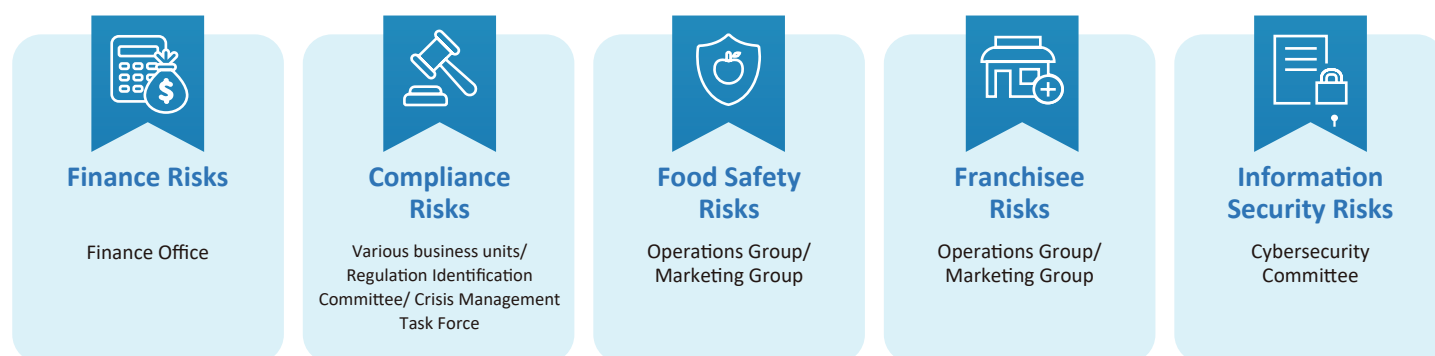 Finance Risks
Finance Office
Compliance
Risks
Various business units/
Regulation Identification
Committee/ Crisis Management
Task Force
Food Safety
Risks
Operations Group/
Marketing Group
Franchisee
Risks
Operations Group/
Marketing Group
Information
Security Risks
Cybersecurity
Committee